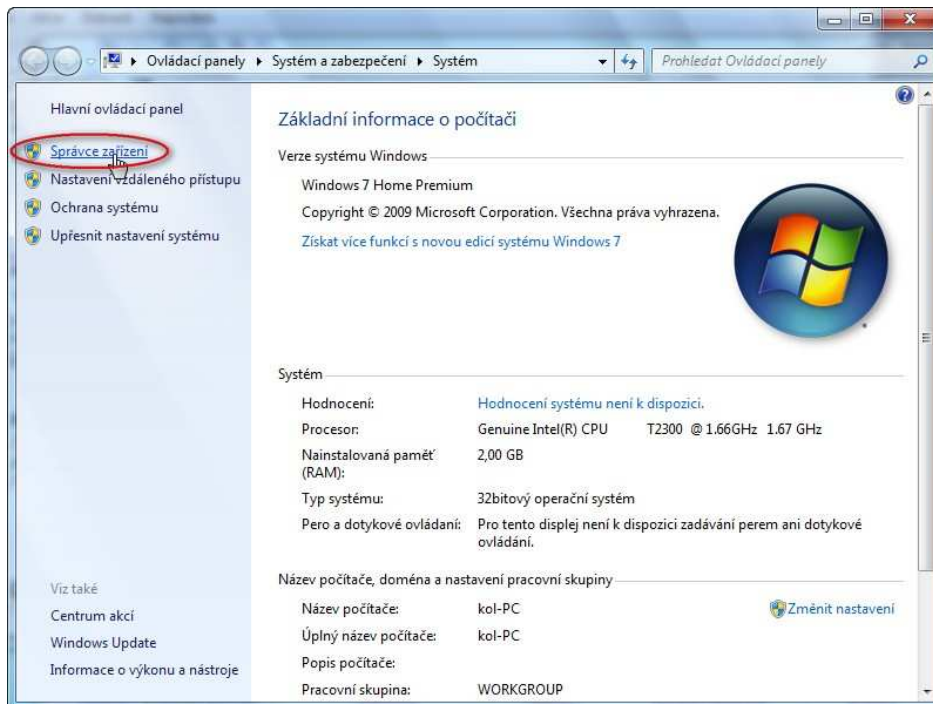 Ovládací panely ▸ Systém a zabezpečení ▸ Systém
Prohledat Ovládací panely
Hlavní ovládací panel
Správce zařízení
Nastavení vzdáleného přístupu
Ochrana systému
Upřesnit nastavení systému
Viz také
Centrum akcí
Windows Update
Informace o výkonu a nástroje
Základní informace o počítači
Verze systému Windows
Windows 7 Home Premium
Copyright © 2009 Microsoft Corporation. Všechna práva vyhrazena.
Získat více funkcí s novou edicí systému Windows 7
Systém
Hodnocení: Hodnocení systému není k dispozici.
Procesor: Genuine Intel(R) CPU T2300 @ 1.66GHz 1.67 GHz
Nainstalovaná paměť 2,00 GB
(RAM):
Typ systému: 32bitový operační systém
Pero a dotykové ovládaní: Pro tento displej není k dispozici zadávání perem ani dotykové
ovládání.
Název počítače, doména a nastavení pracovní skupiny
Název počítače: kol-PC Změnit nastavení
Úplný název počítače: kol-PC
Popis počítače:
Pracovní skupina: WORKGROUP